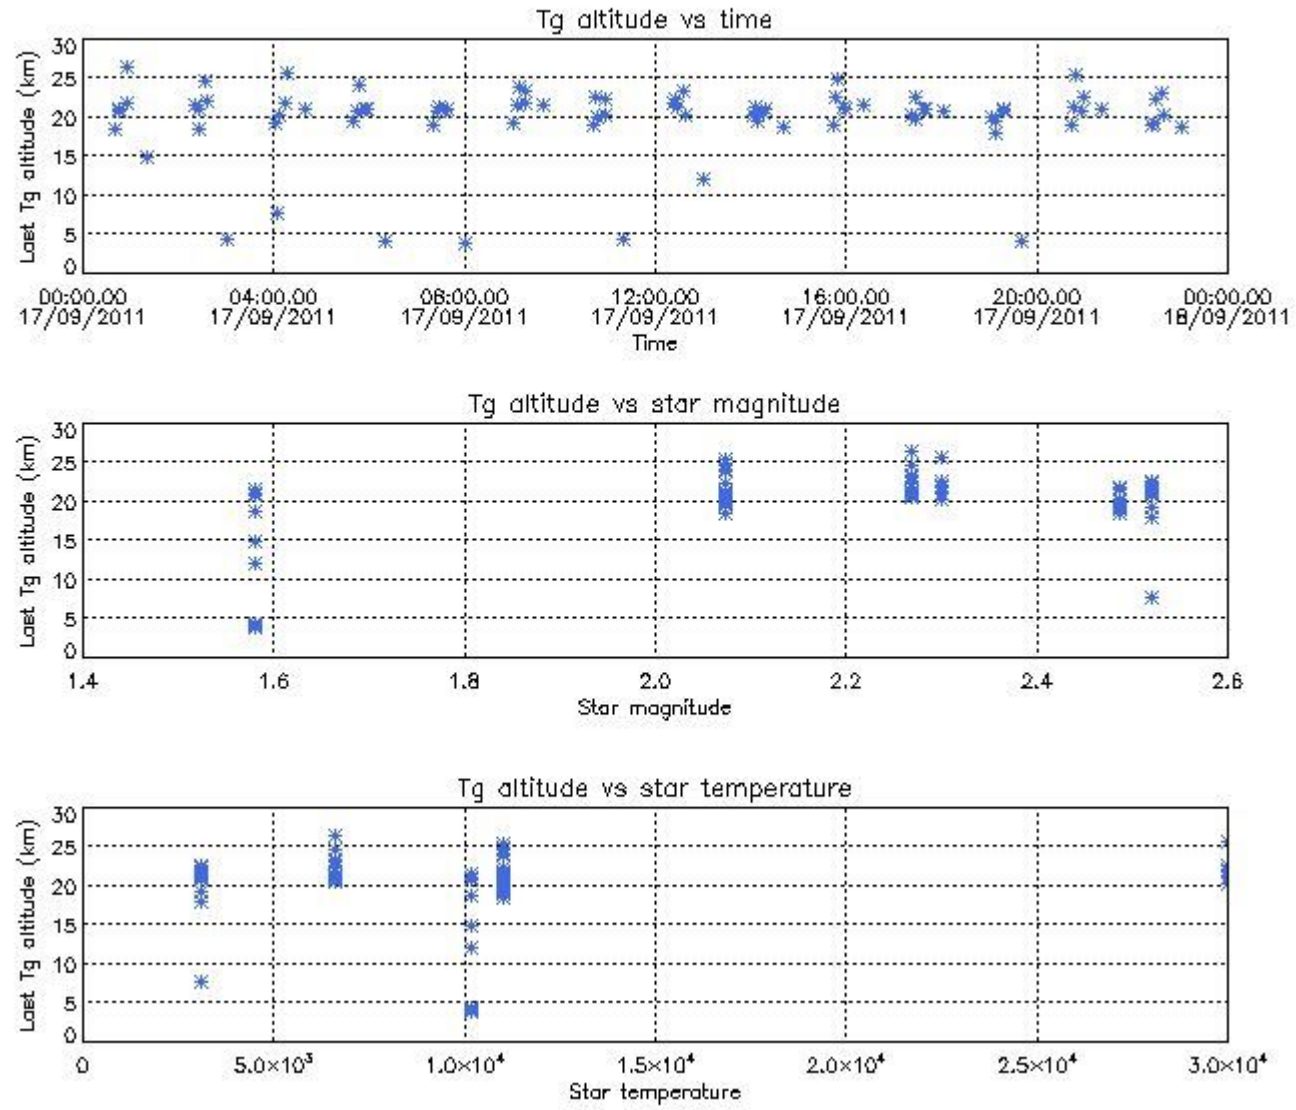 Tg altitude vs time
Last Tg altitude (km)
30
25
20
15
10
5
0
00:00.00 04:00.00 08:00.00 12:00.00 16:00.00 20:00.00 00:00.00
17/09/2011 17/09/2011 17/09/2011 17/09/2011 17/09/2011 17/09/2011 18/09/2011
Time
Tg altitude vs star magnitude
Last Tg altitude (km)
30
25
20
15
10
5
0
1.4 1.6 1.8 2.0 2.2 2.4 2.6
Star magnitude
Tg altitude vs star temperature
Last Tg altitude (km)
30
25
20
15
10
5
0
0 5.0×10³ 1.0×10⁴ 1.5×10⁴ 2.0×10⁴ 2.5×10⁴ 3.0×10⁴
Star temperature